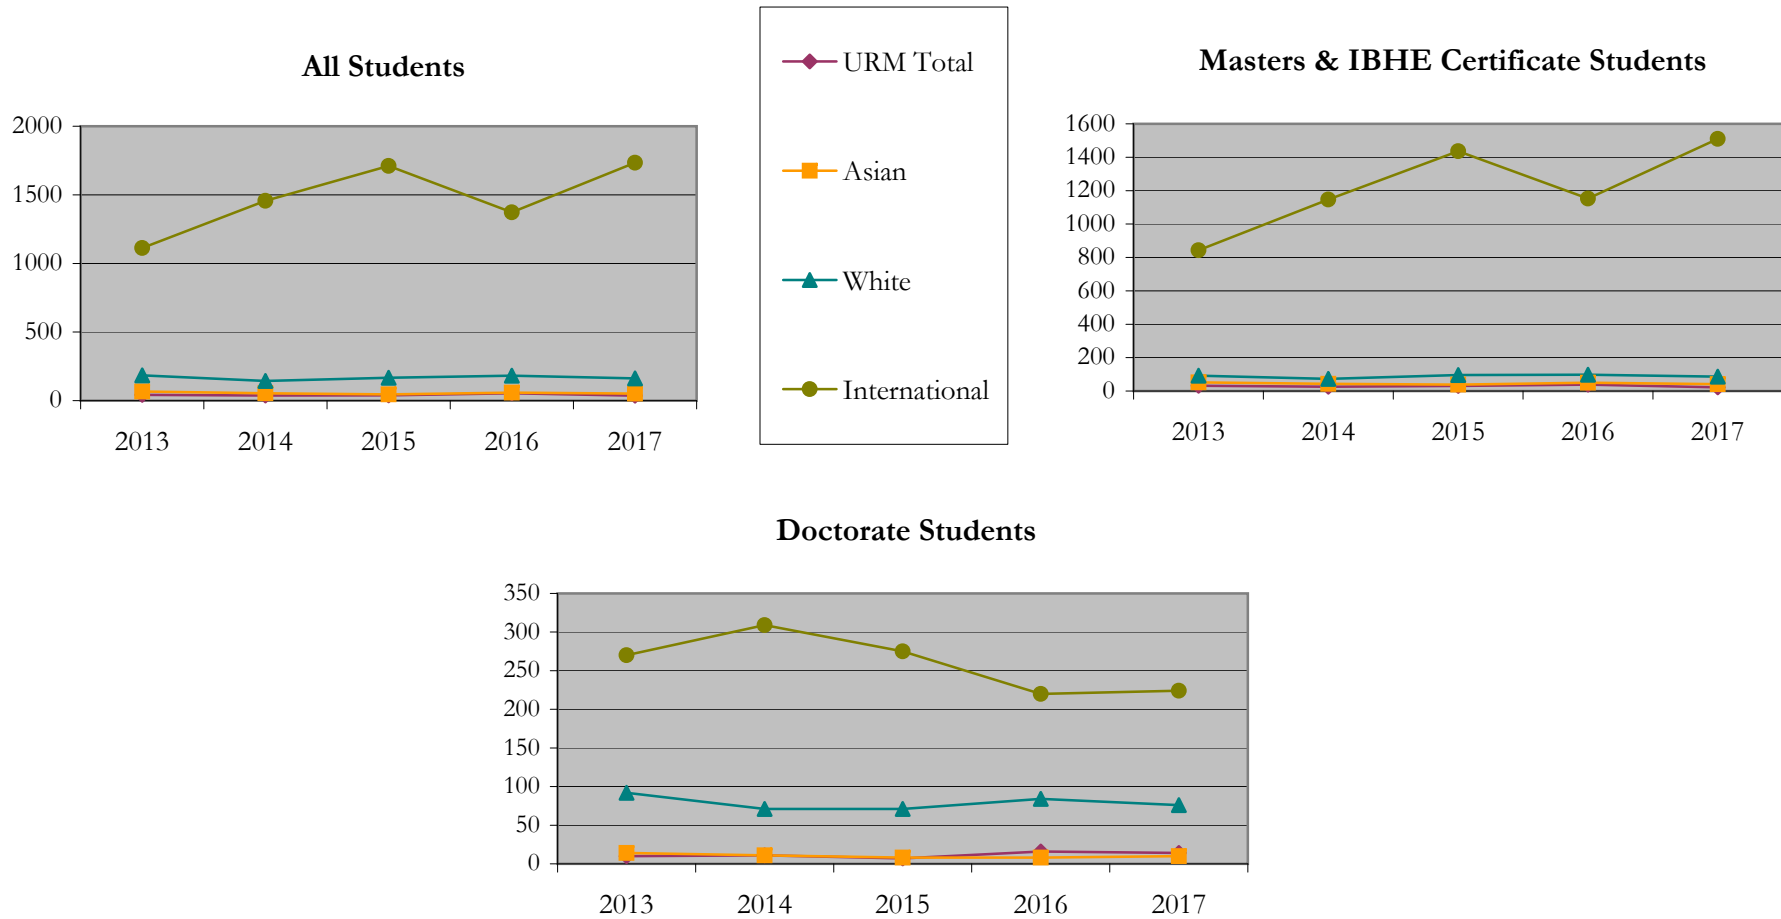 All Students
2000
1500
1000
500
0
2013 2014 2015 2016 2017
URM Total
Asian
White
International
Masters & IBHE Certificate Students
1600
1400
1200
1000
800
600
400
200
0
2013 2014 2015 2016 2017
Doctorate Students
350
300
250
200
150
100
50
0
2013 2014 2015 2016 2017